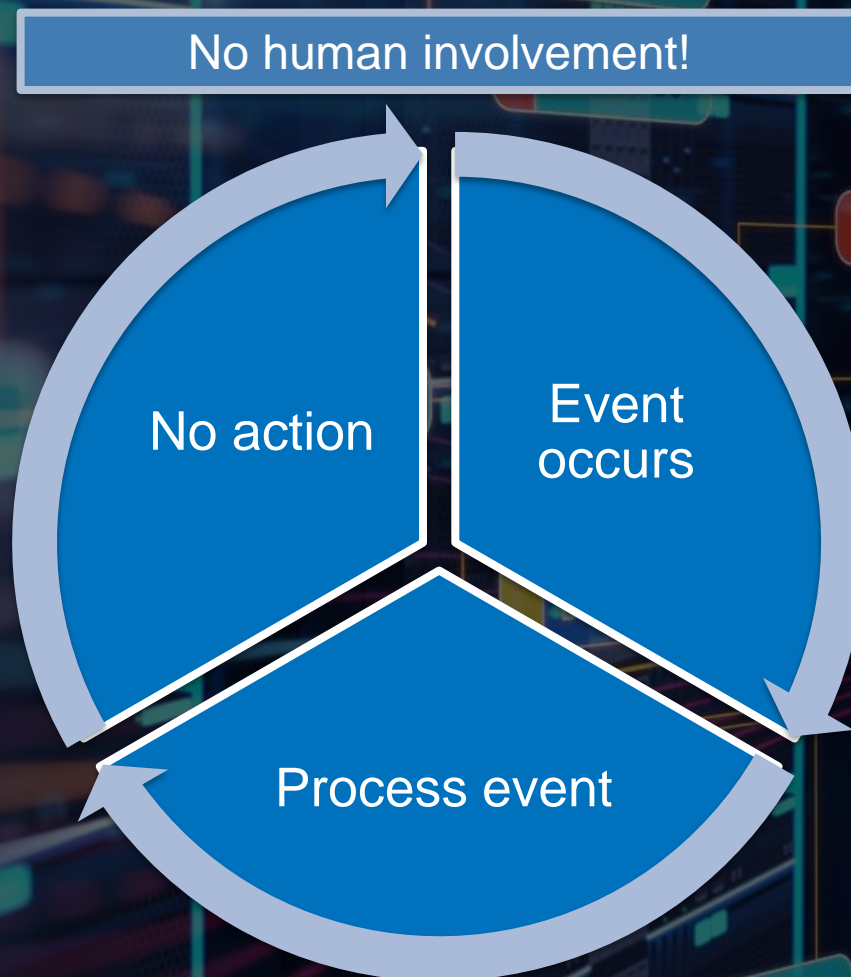 No human involvement!
No action
Event
occurs
Process event